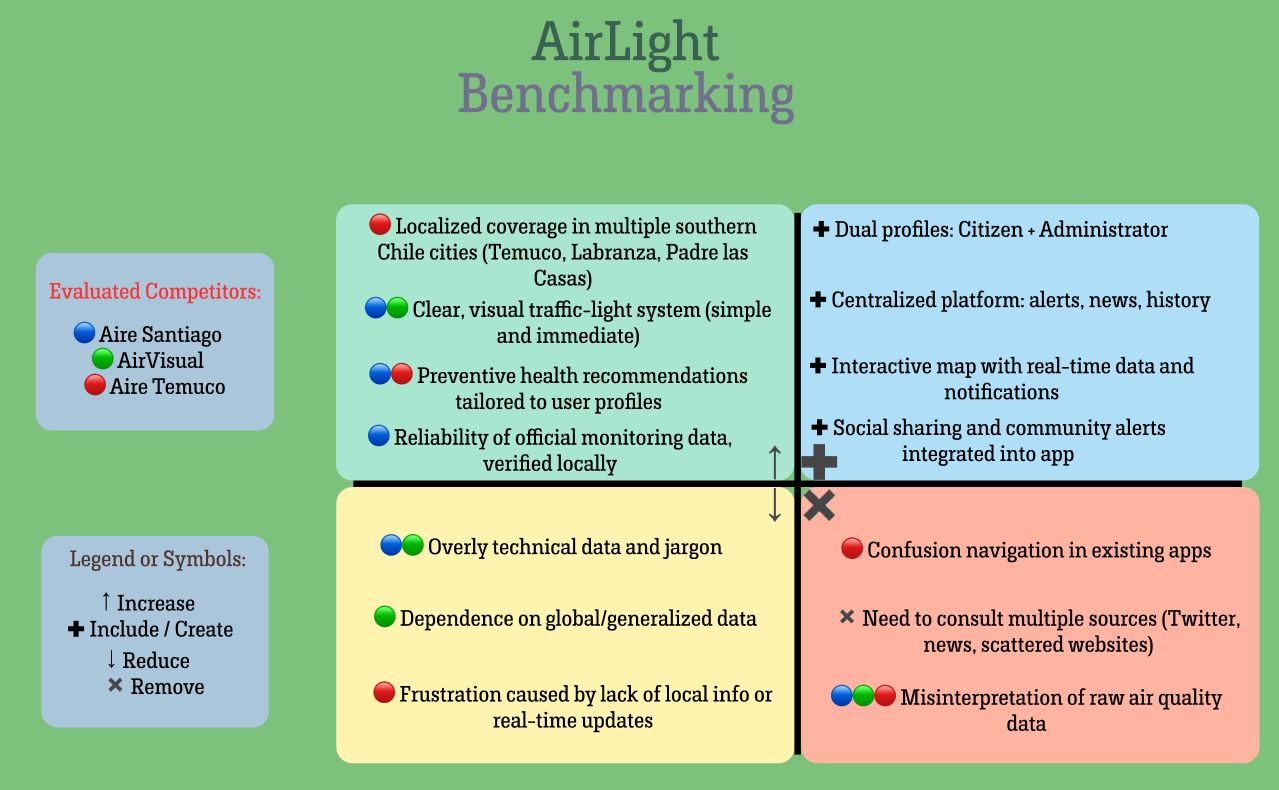 AirLight
Benchmarking
Evaluated Competitors:
Aire Santiago
AirVisual
Aire Temuco
Legend or Symbols:
↑ Increase
✚ Include / Create
↓ Reduce
✕ Remove
Localized coverage in multiple southern
Chile cities (Temuco, Labranza, Padre las
Casas)
Clear, visual traffic-light system (simple
and immediate)
Preventive health recommendations
tailored to user profiles
Reliability of official monitoring data,
verified locally
✚ Dual profiles: Citizen + Administrator
✚ Centralized platform: alerts, news, history
✚ Interactive map with real-time data and
notifications
✚ Social sharing and community alerts
integrated into app
Overly technical data and jargon
Dependence on global/generalized data
Frustration caused by lack of local info or
real-time updates
Confusion navigation in existing apps
✕ Need to consult multiple sources (Twitter,
news, scattered websites)
Misinterpretation of raw air quality
data